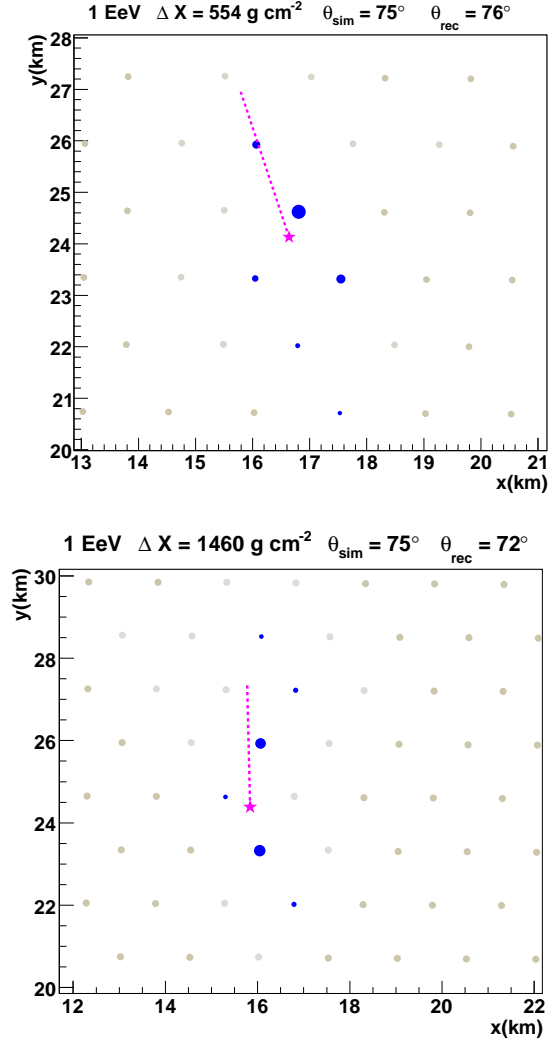 1 EeV Δ X = 554 g cm-2 θsim = 75° θrec = 76°
y(km)
28
27
26
25
24
23
22
21
20
13 14 15 16 17 18 19 20 21
x(km)
1 EeV Δ X = 1460 g cm-2 θsim = 75° θrec = 72°
y(km)
30
28
26
24
22
20
12 14 16 18 20 22
x(km)